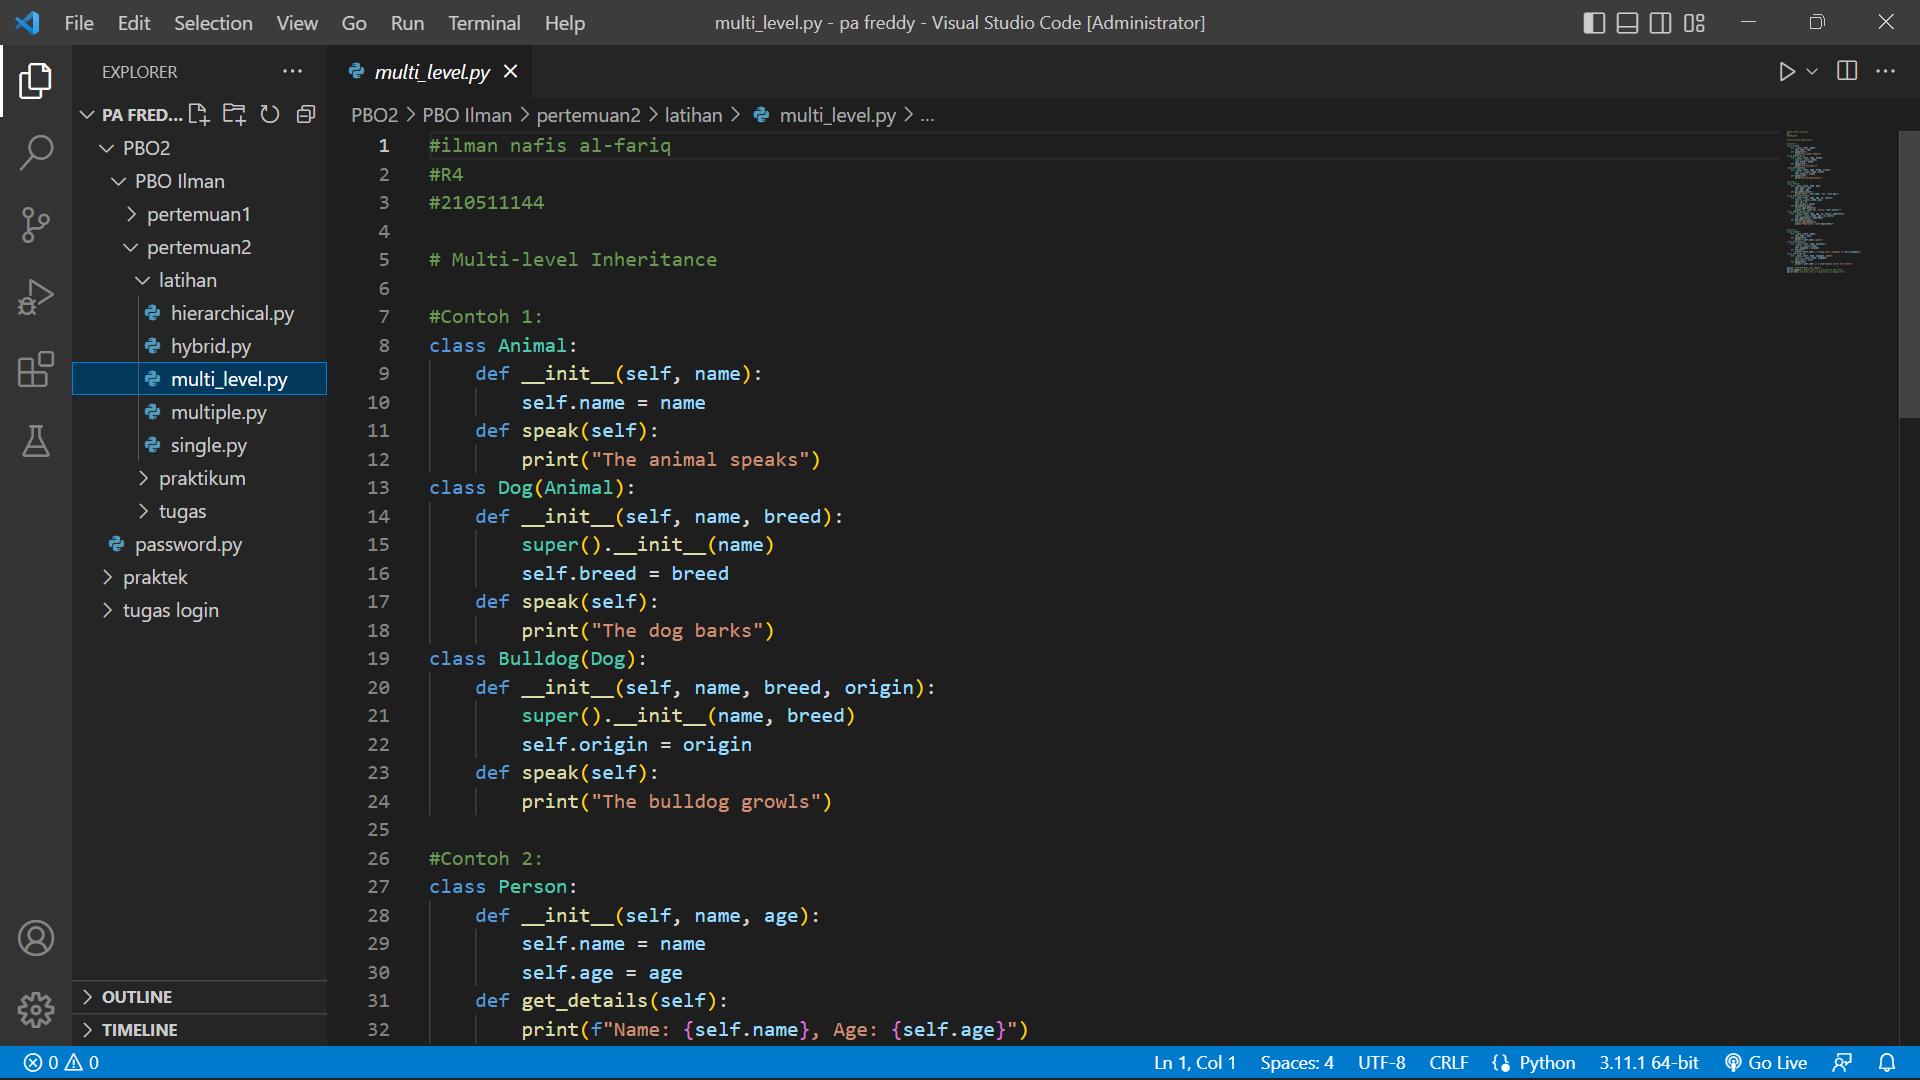 File Edit Selection View Go Run Terminal Help
multi_level.py - pa freddy - Visual Studio Code [Administrator]
EXPLORER
PA FRED...
PBO2
PBO Ilman
pertemuan1
pertemuan2
latihan
hierarchical.py
hybrid.py
multi_level.py
multiple.py
single.py
praktikum
tugas
password.py
praktek
tugas login
OUTLINE
TIMELINE
multi_level.py
PBO2 > PBO Ilman > pertemuan2 > latihan > multi_level.py > ...
1 #ilman nafis al-fariq
2 #R4
3 #210511144
4
5 # Multi-level Inheritance
6
7 #Contoh 1:
8 class Animal:
9     def __init__(self, name):
10         self.name = name
11     def speak(self):
12         print("The animal speaks")
13 class Dog(Animal):
14     def __init__(self, name, breed):
15         super().__init__(name)
16         self.breed = breed
17     def speak(self):
18         print("The dog barks")
19 class Bulldog(Dog):
20     def __init__(self, name, breed, origin):
21         super().__init__(name, breed)
22         self.origin = origin
23     def speak(self):
24         print("The bulldog growls")
25
26 #Contoh 2:
27 class Person:
28     def __init__(self, name, age):
29         self.name = name
30         self.age = age
31     def get_details(self):
32         print(f"Name: {self.name}, Age: {self.age}")
0 0
Ln 1, Col 1 Spaces: 4 UTF-8 CRLF Python 3.11.1 64-bit Go Live